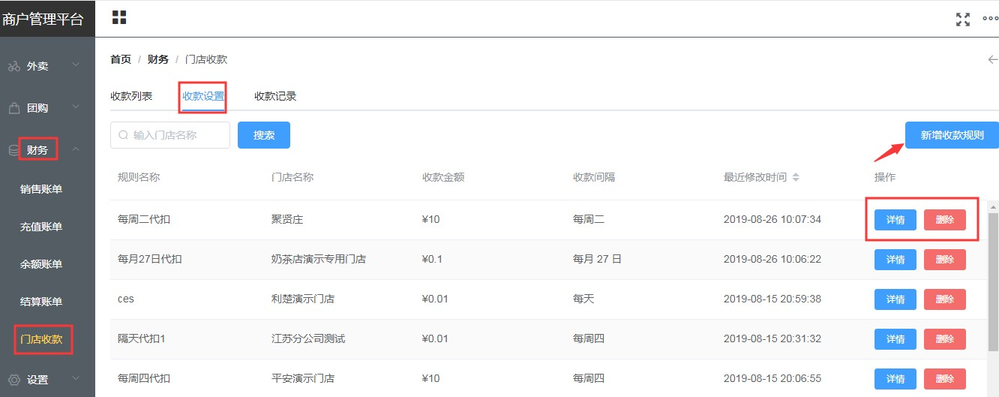 商户管理平台
外卖
团购
财务
销售账单
充值账单
余额账单
结算账单
门店收款
设置
首页 / 财务 / 门店收款
收款列表 收款设置 收款记录
输入门店名称 搜索 新增收款规则
规则名称 门店名称 收款金额 收款间隔 最近修改时间 操作
每周二代扣 聚贤庄 ¥10 每周二 2019-08-26 10:07:34 详情 删除
每月27日代扣 奶茶店演示专用门店 ¥0.1 每月 27 日 2019-08-26 10:06:22 详情 删除
ces 利楚演示门店 ¥0.01 每天 2019-08-15 20:59:38 详情 删除
隔天代扣1 江苏分公司测试 ¥0.01 每周四 2019-08-15 20:31:32 详情 删除
每周四代扣 平安演示门店 ¥10 每周四 2019-08-15 20:06:55 详情 删除